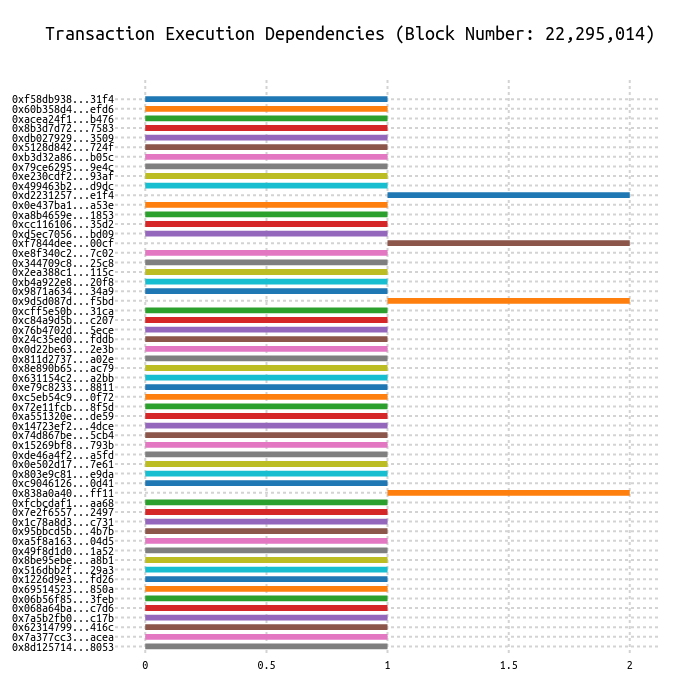 Transaction Execution Dependencies (Block Number: 22,295,014)
0xf58db938...31f4
0x60b358d4...efd6
0xacea24f1...b476
0x8b3d7d72...7583
0xdb027929...3509
0x5128d842...724f
0xb3d32a86...b05c
0x79ce6295...9e4c
0xe230cdf2...93af
0x499463b2...d9dc
0xd2231257...e1f4
0x0e437ba1...a53e
0xa8b4659e...1853
0xcc116106...35d2
0xd5ec7056...bd09
0xf7844dee...00cf
0xe8f340c2...7c02
0x344709c8...25c8
0x2ea388c1...115c
0xb4a922e8...20f8
0x9871a634...34a9
0x9d5d087d...f5bd
0xcff5e50b...31ca
0xc84a9d5b...c207
0x76b4702d...5ece
0x24c35ed0...fddb
0x0d22be63...2e3b
0x811d2737...a02e
0x8e890b65...ac79
0x631154c2...a2bb
0xe79c8233...8811
0xc5eb54c9...0f72
0x72e11fcb...8f5d
0xa551320e...de59
0x14723ef2...4dce
0x74d867be...5cb4
0x15269bf8...793b
0xde46a4f2...a5fd
0x0e502d17...7e61
0x803e9c81...e9da
0xc9046126...0d41
0x838a0a40...ff11
0xfcbcdaf1...aa68
0x7e2f6557...2497
0x1c78a8d3...c731
0x95bbcd5b...4b7b
0xa5f8a163...04d5
0x49f8d1d0...1a52
0x8be95ebe...a8b1
0x516dbb2f...29a3
0x1226d9e3...fd26
0x69514523...850a
0x06b56f85...3feb
0x068a64ba...c7d6
0x7a5b2fb0...c17b
0x62314799...416c
0x7a377cc3...acea
0x8d125714...8053
0 0.5 1 1.5 2